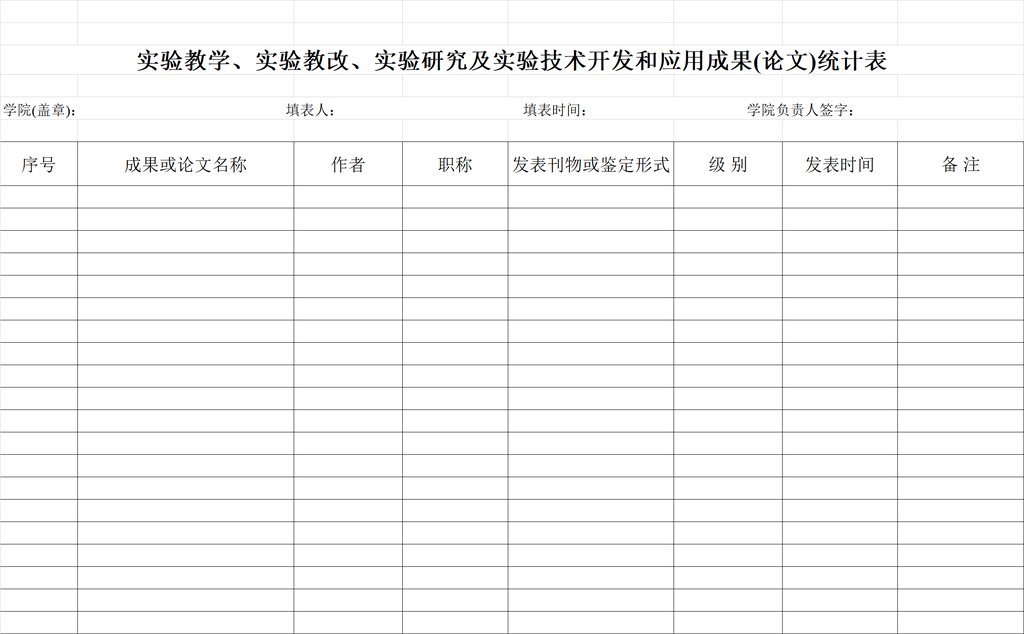 实验教学、实验教改、实验研究及实验技术开发和应用成果(论文)统计表
学院(盖章): 填表人： 填表时间： 学院负责人签字：
序号 成果或论文名称 作者 职称 发表刊物或鉴定形式 级 别 发表时间 备 注